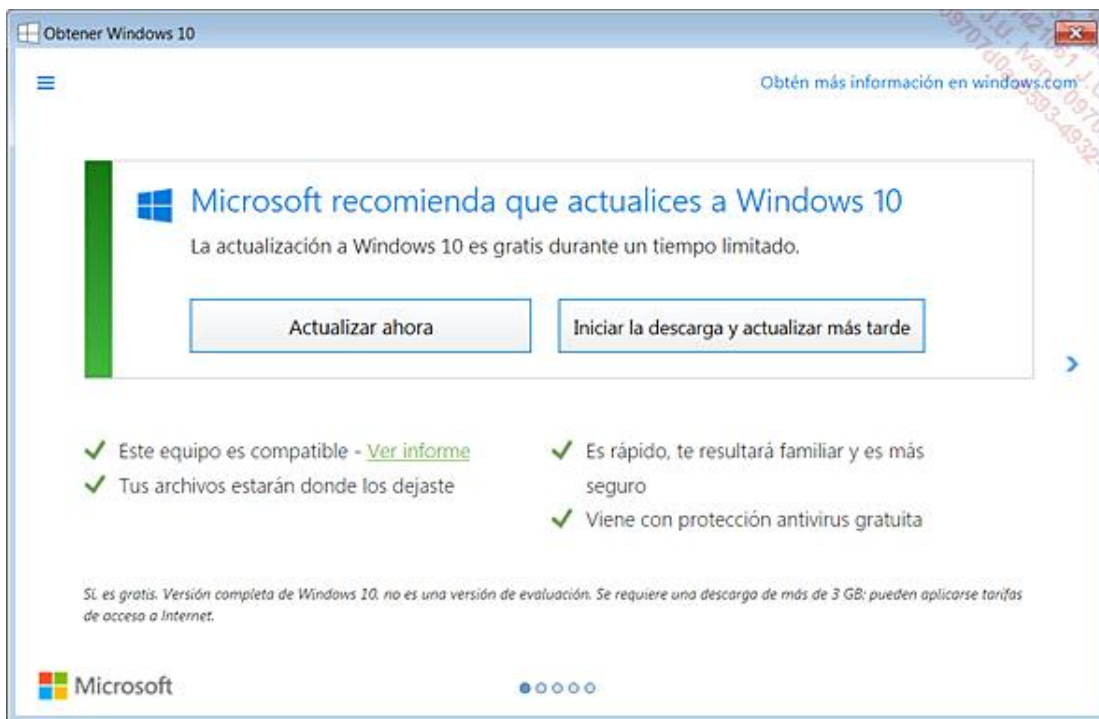 Obtener Windows 10
Obtén más información en windows.com
Microsoft recomienda que actualices a Windows 10
La actualización a Windows 10 es gratis durante un tiempo limitado.
Actualizar ahora
Iniciar la descarga y actualizar más tarde
Este equipo es compatible - Ver informe
Tus archivos estarán donde los dejaste
Es rápido, te resultará familiar y es más
seguro
Viene con protección antivirus gratuita
Sí, es gratis. Versión completa de Windows 10, no es una versión de evaluación. Se requiere una descarga de más de 3 GB; pueden aplicarse tarifas
de acceso a Internet.
Microsoft